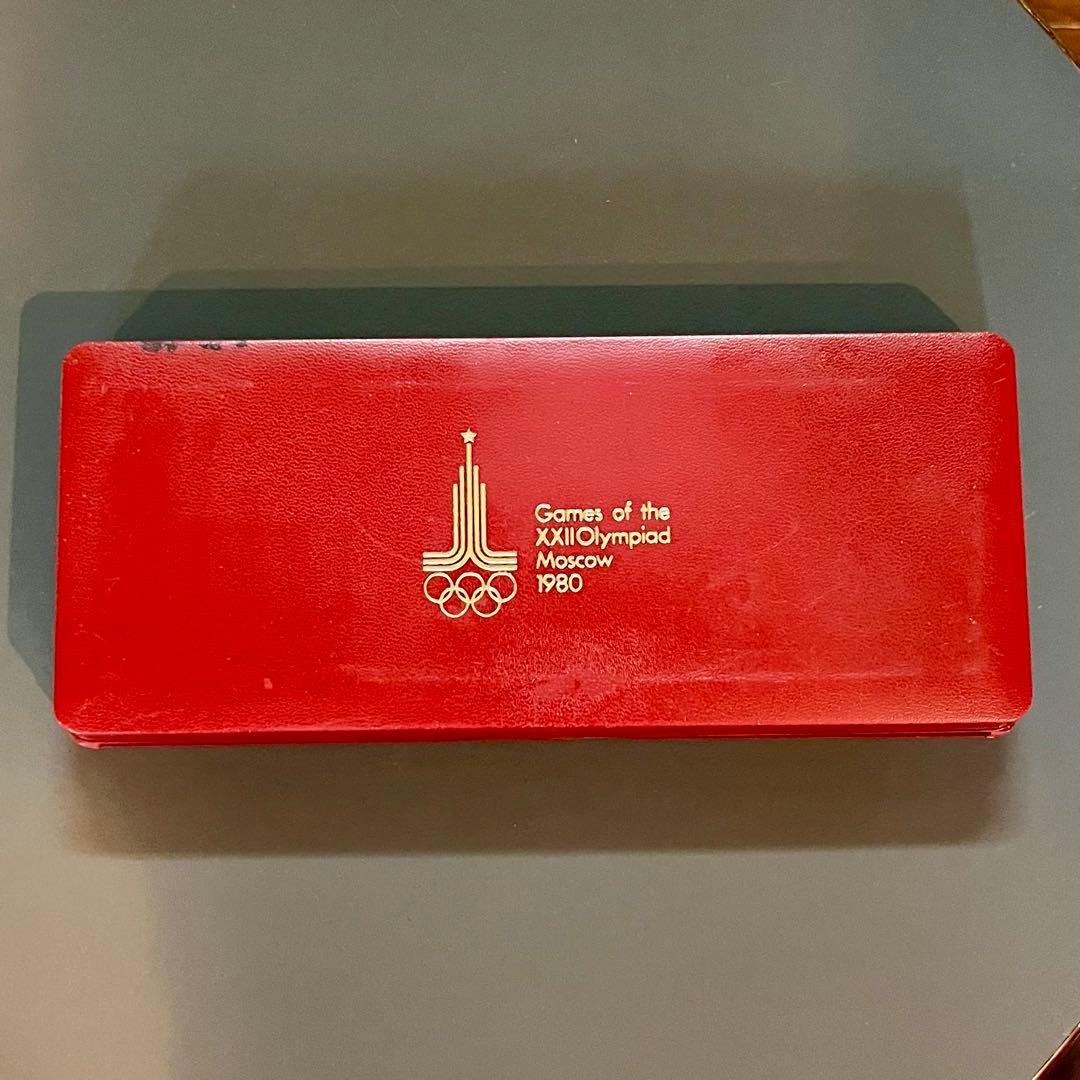 Games of the
XXII Olympiad
Moscow
1980